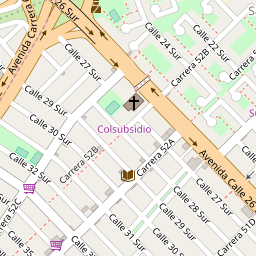 Avenida Carrera
26 Sur
Calle 27 Sur
Calle 24 Sur
Carrera 52B
Calle 22 Sur
Calle 29 Sur
Calle 30 Sur
Colsubsidio
Calle 32 Sur
Carrera 52B
Carrera 52A
Avenida Calle 26
Carrera 52C
Calle 28 Sur
Calle 27 Sur
Calle 29 Sur
Calle 30 Sur
Calle 31 Sur
Carrera 51D